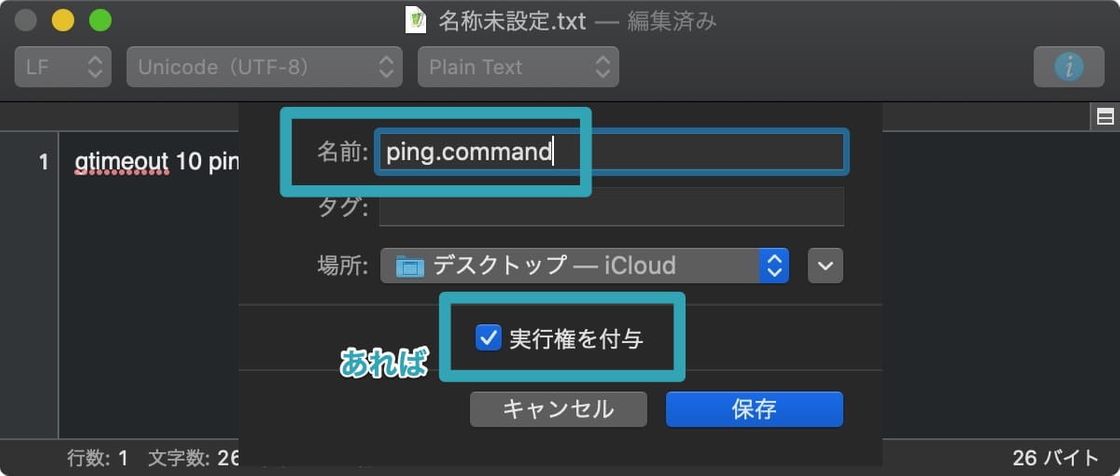 名称未設定.txt — 編集済み
LF Unicode（UTF-8） Plain Text
名前: ping.command
1 gtimeout 10 pin
タグ:
場所: デスクトップ — iCloud
実行権を付与
あれば
キャンセル 保存
行数: 1 文字数: 26 26 バイト